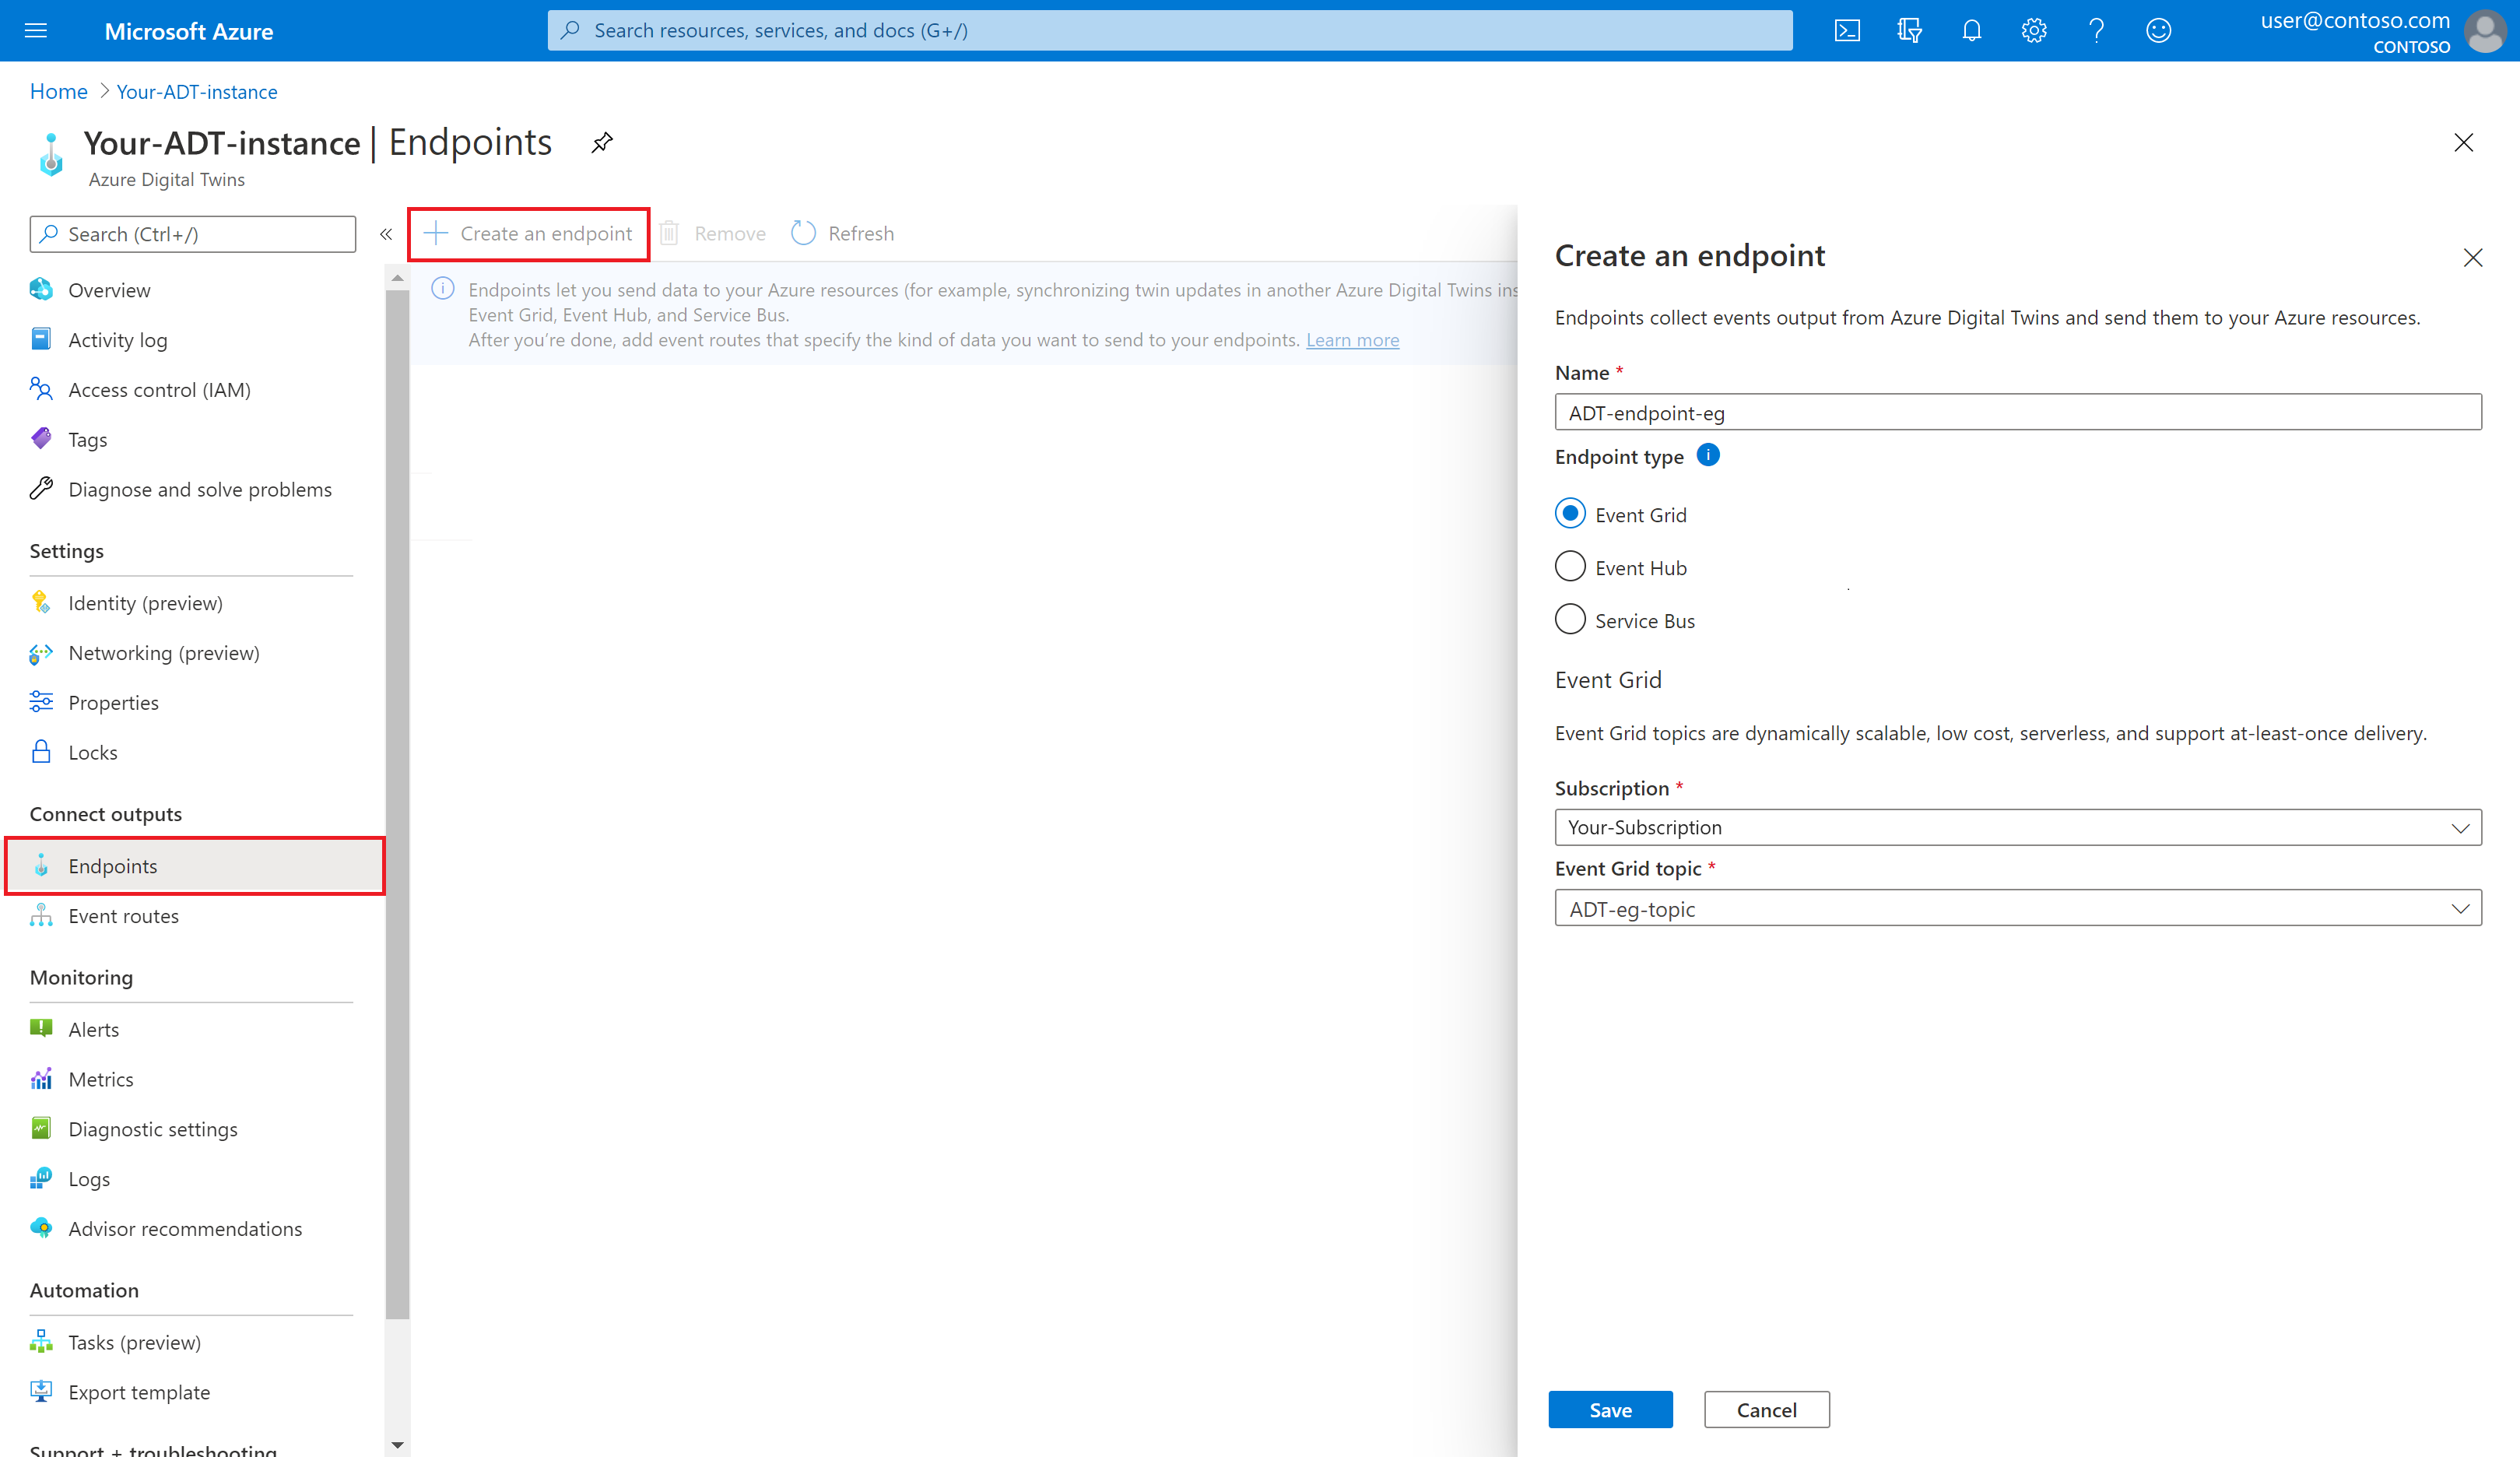 Microsoft Azure
Search resources, services, and docs (G+/)
user@contoso.com
CONTOSO
Home > Your-ADT-instance
Your-ADT-instance | Endpoints
Azure Digital Twins
Search (Ctrl+/)
«
Overview
Activity log
Access control (IAM)
Tags
Diagnose and solve problems
Settings
Identity (preview)
Networking (preview)
Properties
Locks
Connect outputs
Endpoints
Event routes
Monitoring
Alerts
Metrics
Diagnostic settings
Logs
Advisor recommendations
Automation
Tasks (preview)
Export template
Support + troubleshooting
Create an endpoint
Remove
Refresh
Endpoints let you send data to your Azure resources (for example, synchronizing twin updates in another Azure Digital Twins ins
Event Grid, Event Hub, and Service Bus.
After you're done, add event routes that specify the kind of data you want to send to your endpoints. Learn more
Create an endpoint
Endpoints collect events output from Azure Digital Twins and send them to your Azure resources.
Name *
ADT-endpoint-eg
Endpoint type
Event Grid
Event Hub
Service Bus
Event Grid
Event Grid topics are dynamically scalable, low cost, serverless, and support at-least-once delivery.
Subscription *
Your-Subscription
Event Grid topic *
ADT-eg-topic
Save
Cancel